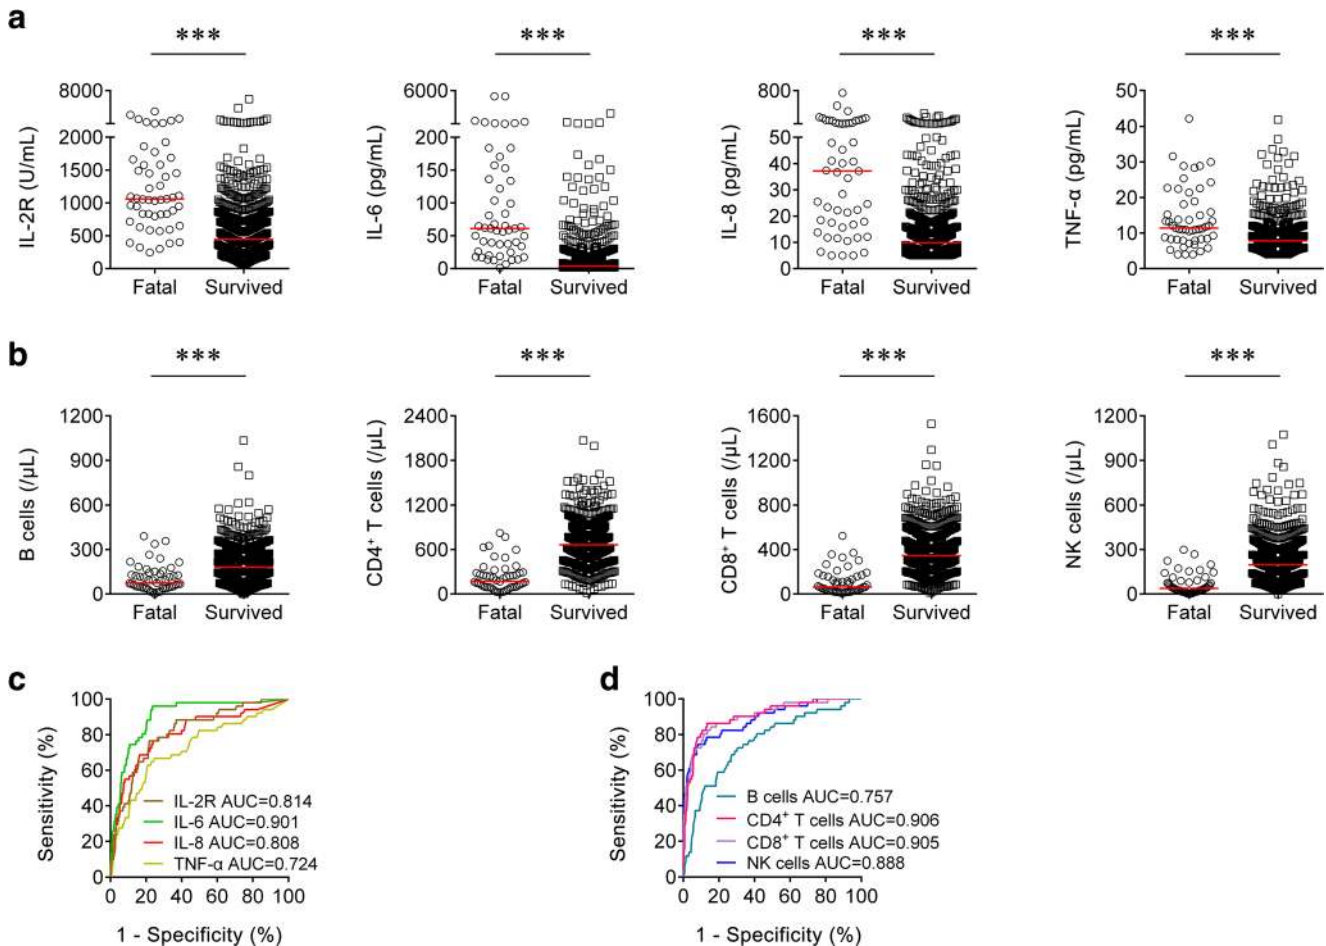 a
*** *** *** ***
IL-2R (U/mL)
8000
2000
1500
1000
500
0
Fatal Survived
IL-6 (pg/mL)
6000
200
150
100
50
0
Fatal Survived
IL-8 (pg/mL)
800
50
40
30
20
10
0
Fatal Survived
TNF-α (pg/mL)
50
40
30
20
10
0
Fatal Survived
b
*** *** *** ***
B cells (/μL)
1200
900
600
300
0
Fatal Survived
CD4⁺ T cells (/μL)
2400
1800
1200
600
0
Fatal Survived
CD8⁺ T cells (/μL)
1600
1200
800
400
0
Fatal Survived
NK cells (/μL)
1200
900
600
300
0
Fatal Survived
c
Sensitivity (%)
100
80
60
40
20
0
IL-2R AUC=0.814
IL-6 AUC=0.901
IL-8 AUC=0.808
TNF-α AUC=0.724
0 20 40 60 80 100
1 - Specificity (%)
d
Sensitivity (%)
100
80
60
40
20
0
B cells AUC=0.757
CD4⁺ T cells AUC=0.906
CD8⁺ T cells AUC=0.905
NK cells AUC=0.888
0 20 40 60 80 100
1 - Specificity (%)